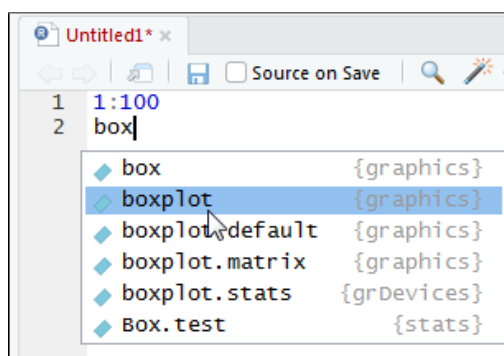 Untitled1* ×
Source on Save
1 1:100
2 box
box {graphics}
boxplot {graphics}
boxplot.default {graphics}
boxplot.matrix {graphics}
boxplot.stats {grDevices}
Box.test {stats}